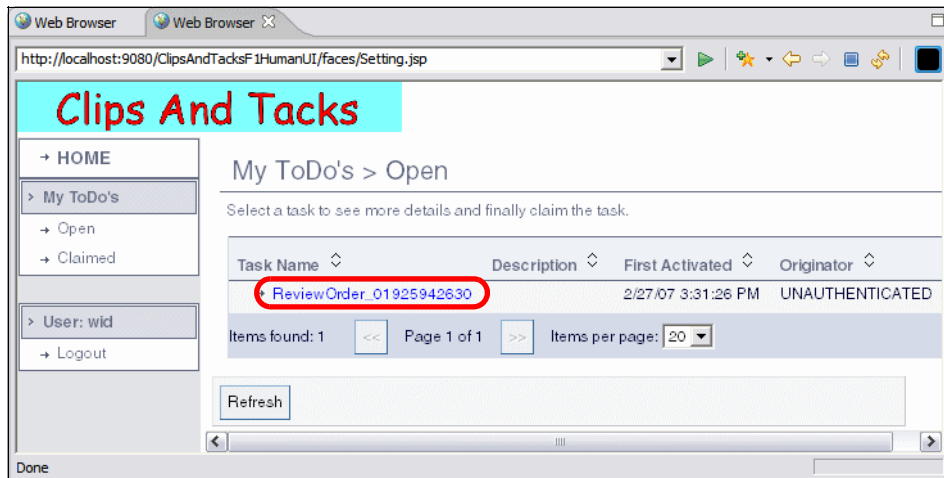 Web Browser Web Browser
http://localhost:9080/ClipsAndTacksF1HumanUI/faces/Setting.jsp
Clips And Tacks
HOME
My ToDo's
Open
Claimed
User: wid
Logout
My ToDo's > Open
Select a task to see more details and finally claim the task.
Task Name Description First Activated Originator
ReviewOrder_01925942630 2/27/07 3:31:26 PM UNAUTHENTICATED
Items found: 1 << Page 1 of 1 >> Items per page: 20
Refresh
Done